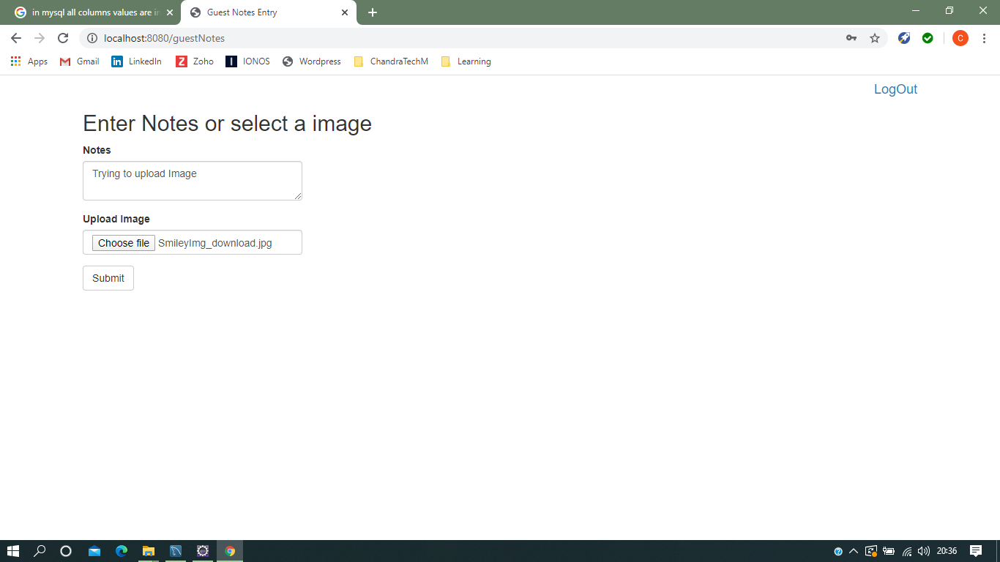 in mysql all columns values are in
Guest Notes Entry
localhost:8080/guestNotes
C
Apps Gmail LinkedIn Zoho IONOS Wordpress ChandraTechM Learning
LogOut
Enter Notes or select a image
Notes
Trying to upload Image
Upload Image
Choose file SmileyImg_download.jpg
Submit
20:36